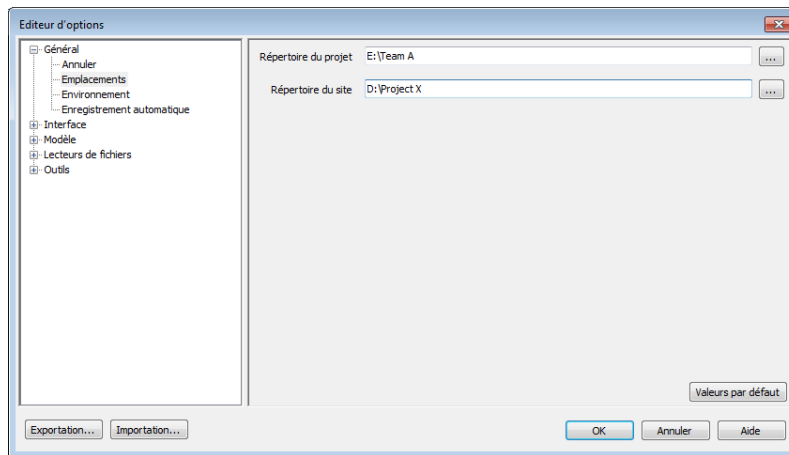 Editeur d'options
Général
Annuler
Emplacements
Environnement
Enregistrement automatique
Interface
Modèle
Lecteurs de fichiers
Outils
Répertoire du projet E:\Team A ...
Répertoire du site D:\Project X ...
Valeurs par défaut
Exportation... Importation... OK Annuler Aide